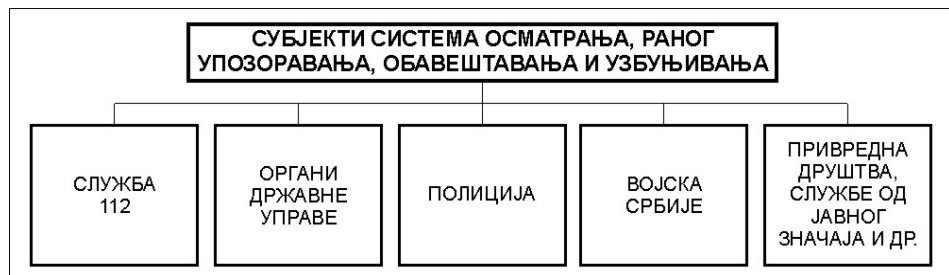 СУБЈЕКТИ СИСТЕМА ОСМАТРАЊА, РАНОГ
УПОЗОРАВАЊА, ОБАВЕШТАВАЊА И УЗБУЊИВАЊА
СЛУЖБА
112
ОРГАНИ
ДРЖАВНЕ
УПРАВЕ
ПОЛИЦИЈА
ВОЈСКА
СРБИЈЕ
ПРИВРЕДНА
ДРУШТВА,
СЛУЖБЕ ОД
ЈАВНОГ
ЗНАЧАЈА И ДР.